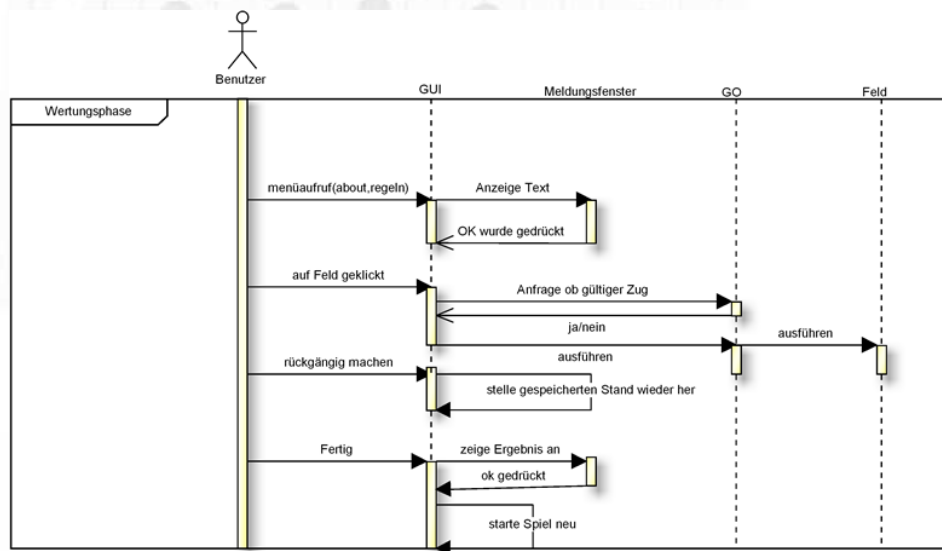 Benutzer
GUI
Meldungsfenster
GO
Feld
Wertungsphase
menüaufruf(about,regeln)
Anzeige Text
OK wurde gedrückt
auf Feld geklickt
Anfrage ob gültiger Zug
ja/nein
ausführen
ausführen
rückgängig machen
stelle gespeicherten Stand wieder her
Fertig
zeige Ergebnis an
ok gedrückt
starte Spiel neu